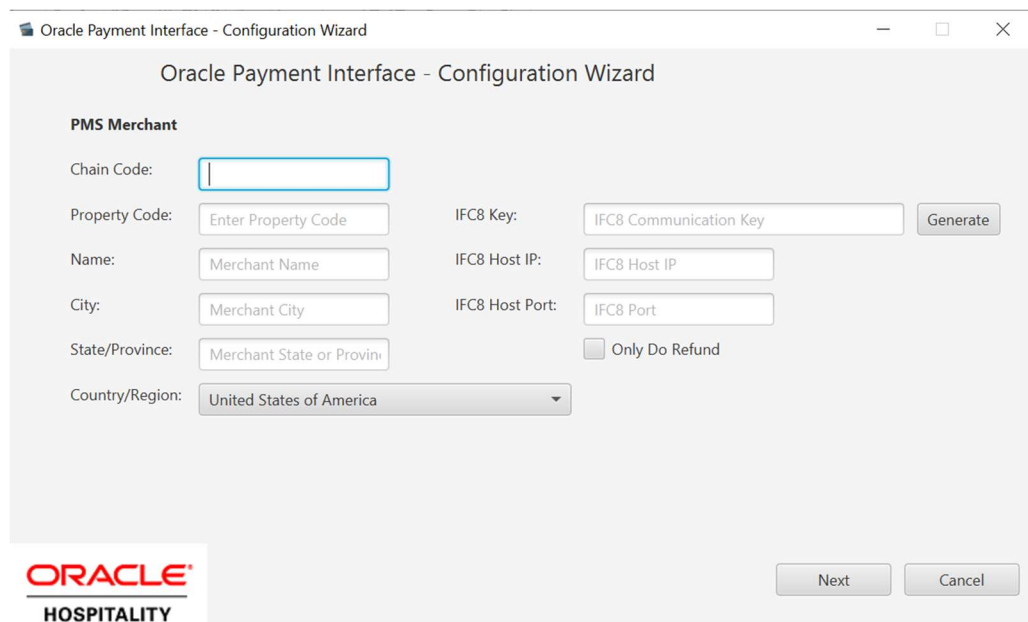 Oracle Payment Interface - Configuration Wizard
Oracle Payment Interface - Configuration Wizard
PMS Merchant
Chain Code:
Property Code: Enter Property Code IFC8 Key: IFC8 Communication Key Generate
Name: Merchant Name IFC8 Host IP: IFC8 Host IP
City: Merchant City IFC8 Host Port: IFC8 Port
State/Province: Merchant State or Provin Only Do Refund
Country/Region: United States of America
ORACLE
HOSPITALITY
Next Cancel